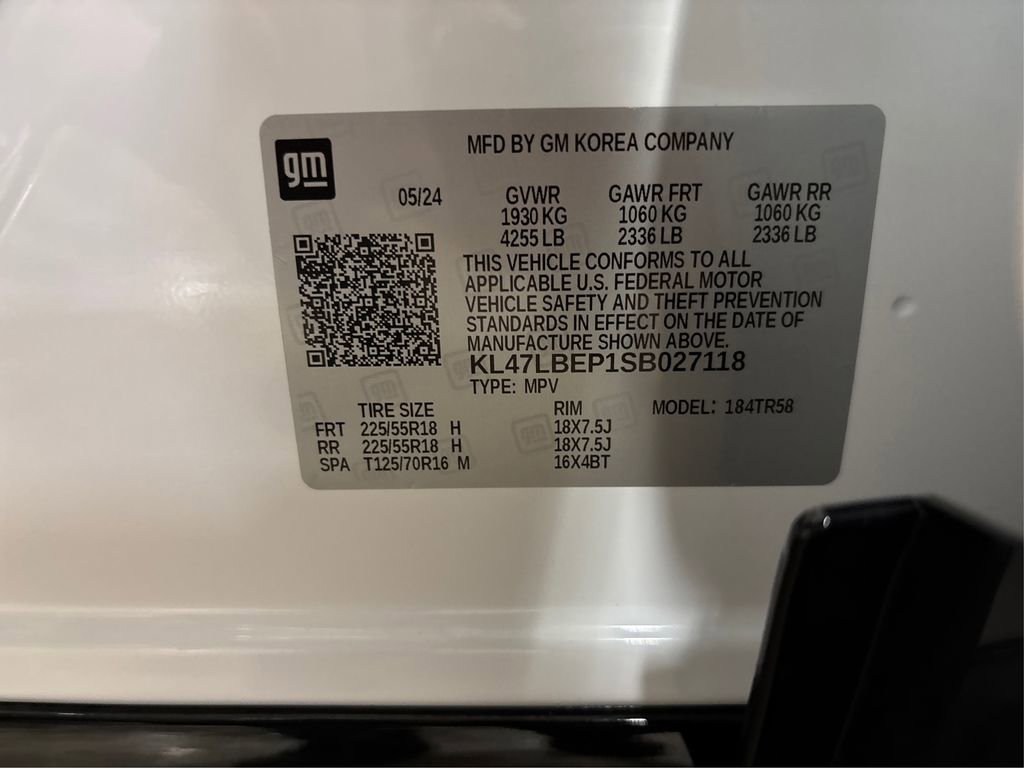 gm
MFD BY GM KOREA COMPANY
05/24 GVWR GAWR FRT GAWR RR
1930 KG 1060 KG 1060 KG
4255 LB 2336 LB 2336 LB
THIS VEHICLE CONFORMS TO ALL
APPLICABLE U.S. FEDERAL MOTOR
VEHICLE SAFETY AND THEFT PREVENTION
STANDARDS IN EFFECT ON THE DATE OF
MANUFACTURE SHOWN ABOVE.
KL47LBEP1SB027118
TYPE: MPV
TIRE SIZE RIM MODEL: 184TR58
FRT 225/55R18 H 18X7.5J
RR 225/55R18 H 18X7.5J
SPA T125/70R16 M 16X4BT